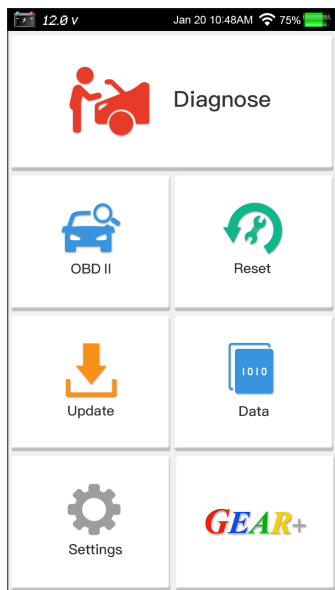 12.0 v Jan 20 10:48AM 75%
Diagnose
OBD II Reset
1010
Update Data
Settings GEAR+